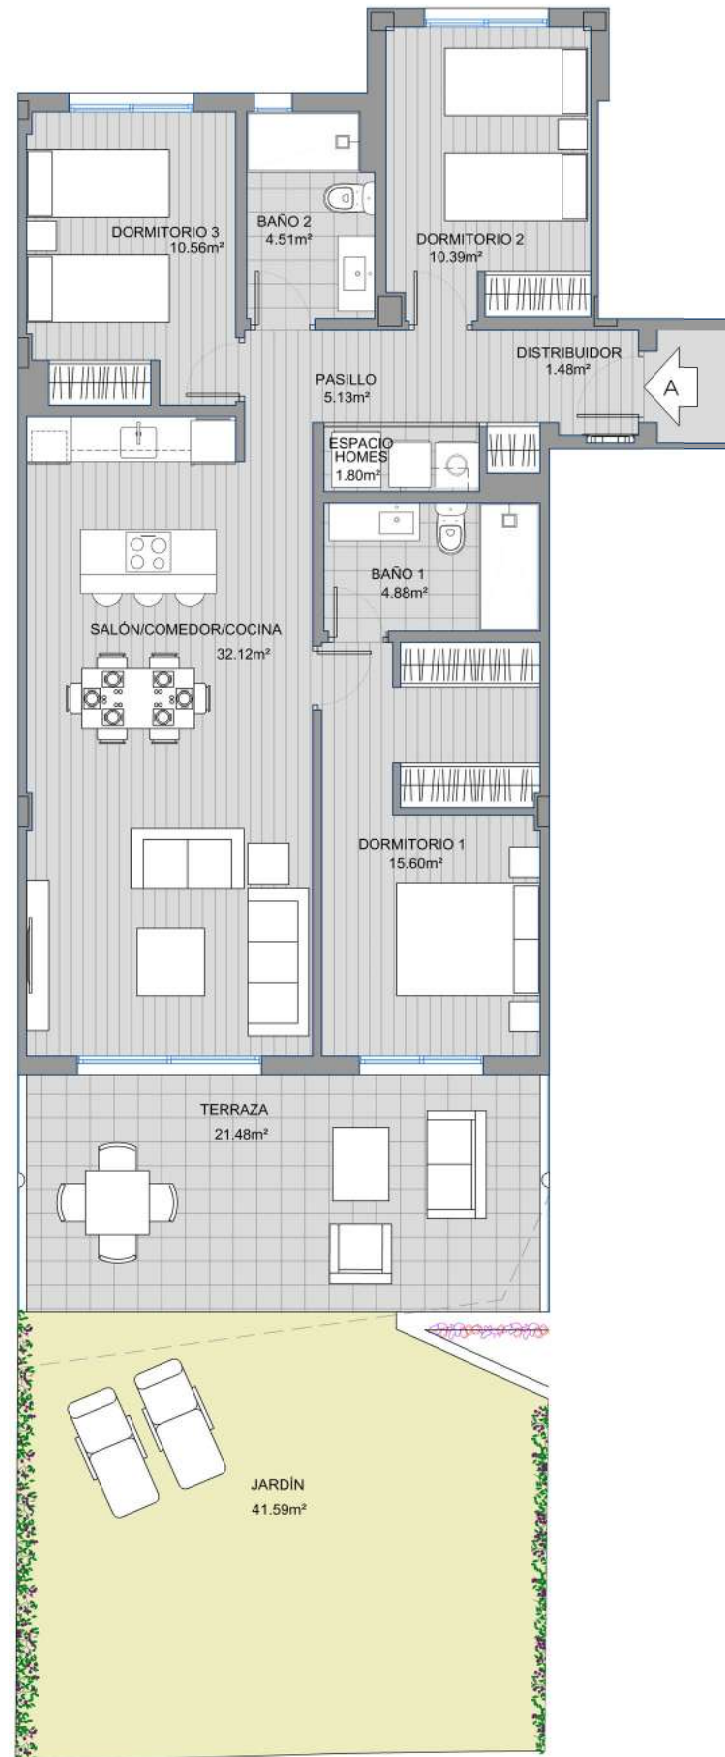 DORMITORIO 3
10.56m²
BAÑO 2
4.51m²
DORMITORIO 2
10.39m²
DISTRIBUIDOR
1.48m²
A
PASILLO
5.13m²
ESPACIO
HOMES
1.80m²
BAÑO 1
4.88m²
SALÓN/COMEDOR/COCINA
32.12m²
DORMITORIO 1
15.60m²
TERRAZA
21.48m²
JARDÍN
41.59m²